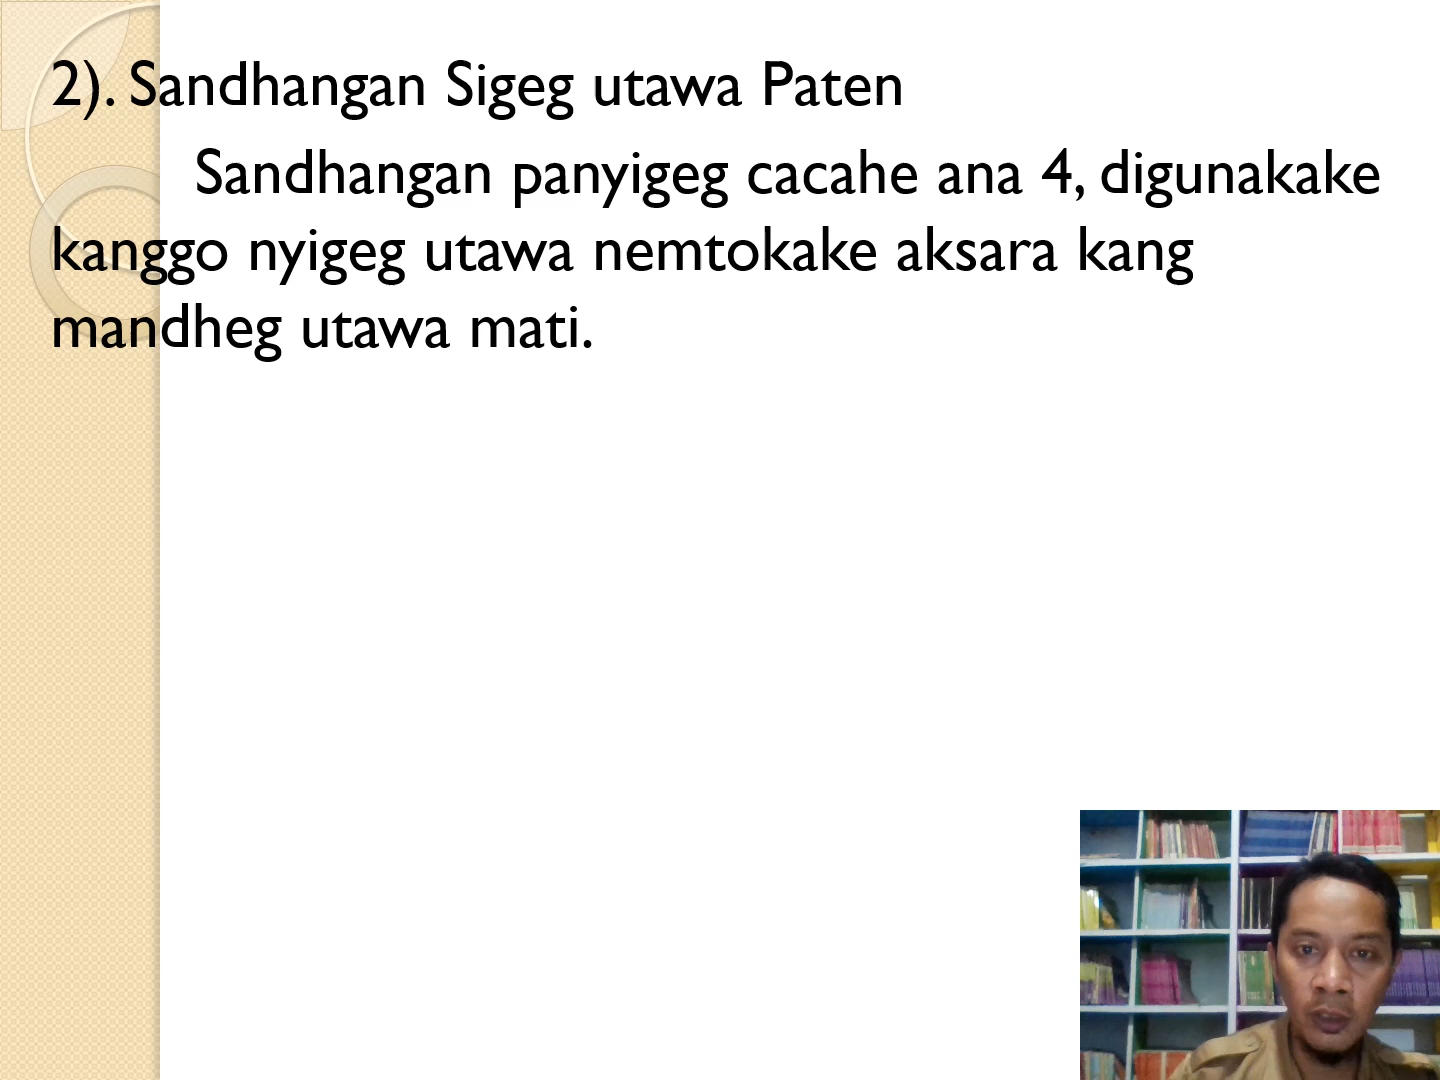 2). Sandhangan Sigeg utawa Paten
Sandhangan panyigeg cacahe ana 4, digunakake
kanggo nyigeg utawa nemtokake aksara kang
mandheg utawa mati.